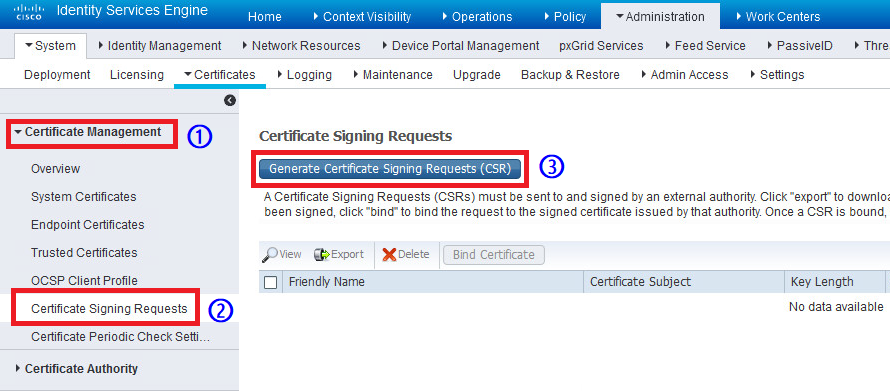 CISCO Identity Services Engine Home Context Visibility Operations Policy Administration Work Centers
System Identity Management Network Resources Device Portal Management pxGrid Services Feed Service PassiveID Thre
Deployment Licensing Certificates Logging Maintenance Upgrade Backup & Restore Admin Access Settings
Certificate Management 1
Overview
System Certificates
Endpoint Certificates
Trusted Certificates
OCSP Client Profile
Certificate Signing Requests 2
Certificate Periodic Check Setti...
Certificate Authority
Certificate Signing Requests
Generate Certificate Signing Requests (CSR) 3
A Certificate Signing Requests (CSRs) must be sent to and signed by an external authority. Click "export" to downloa
been signed, click "bind" to bind the request to the signed certificate issued by that authority. Once a CSR is bound,
View Export Delete Bind Certificate
Friendly Name Certificate Subject Key Length
No data available